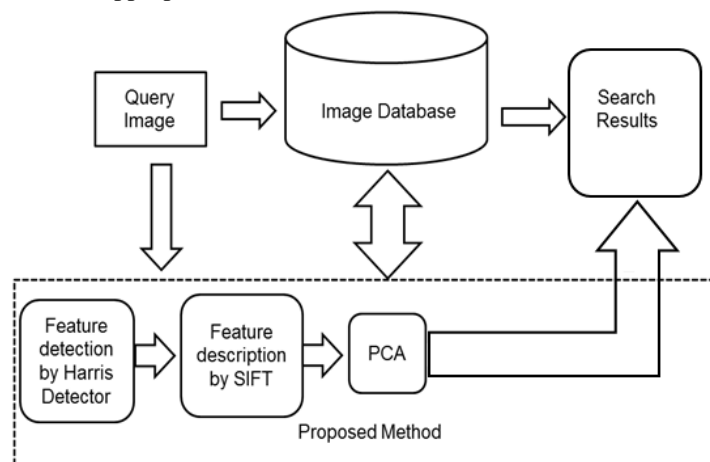 Query
Image
Image Database
Search
Results
Feature
detection
by Harris
Detector
Feature
description
by SIFT
PCA
Proposed Method